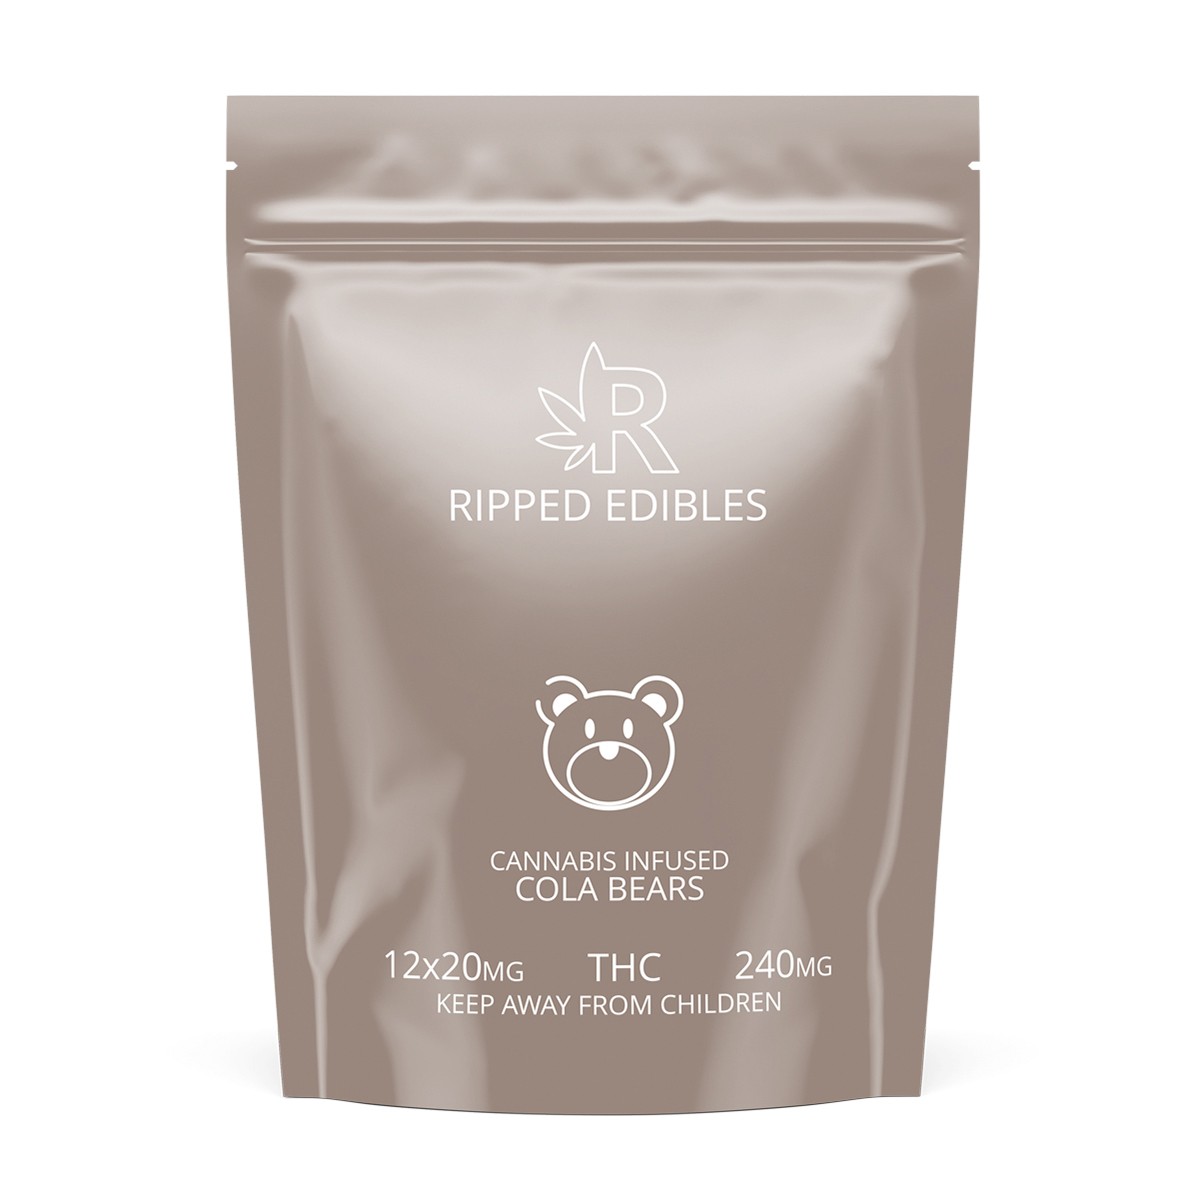 R
RIPPED EDIBLES
CANNABIS INFUSED
COLA BEARS
12x20MG THC 240MG
KEEP AWAY FROM CHILDREN